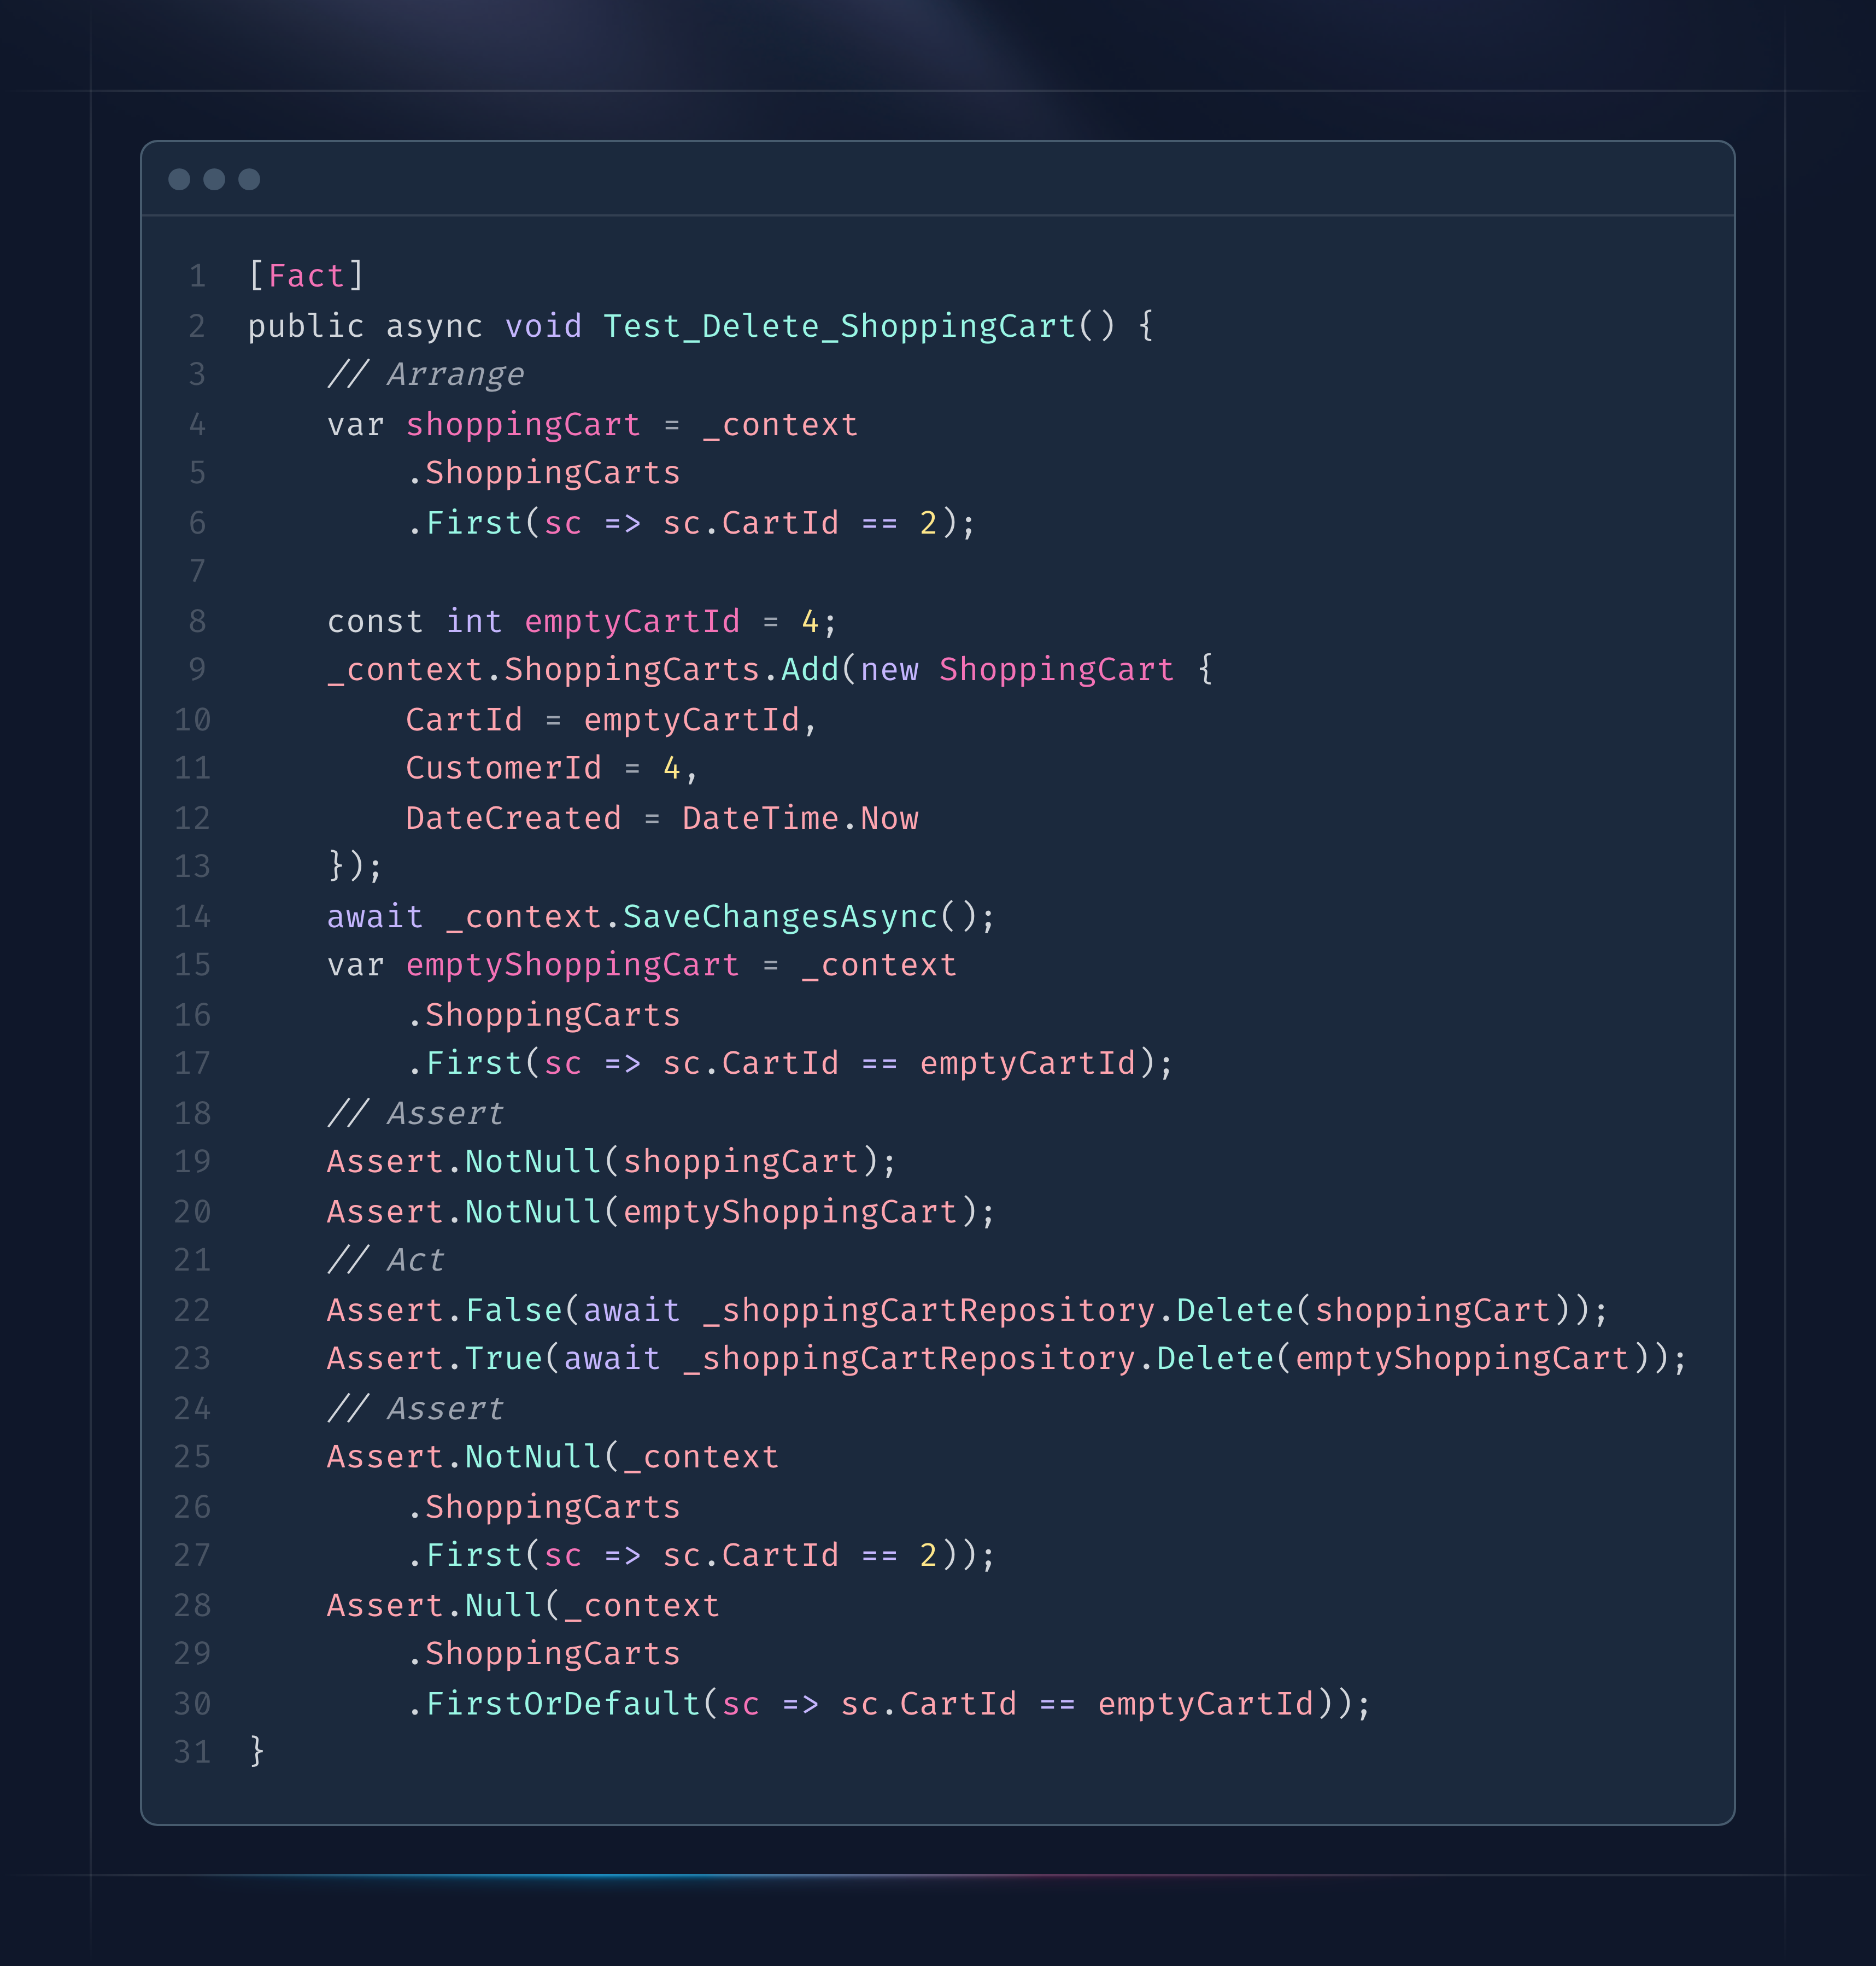 1 [Fact]
2 public async void Test_Delete_ShoppingCart() {
3     // Arrange
4     var shoppingCart = _context
5         .ShoppingCarts
6         .First(sc => sc.CartId == 2);
7
8     const int emptyCartId = 4;
9     _context.ShoppingCarts.Add(new ShoppingCart {
10         CartId = emptyCartId,
11         CustomerId = 4,
12         DateCreated = DateTime.Now
13     });
14     await _context.SaveChangesAsync();
15     var emptyShoppingCart = _context
16         .ShoppingCarts
17         .First(sc => sc.CartId == emptyCartId);
18     // Assert
19     Assert.NotNull(shoppingCart);
20     Assert.NotNull(emptyShoppingCart);
21     // Act
22     Assert.False(await _shoppingCartRepository.Delete(shoppingCart));
23     Assert.True(await _shoppingCartRepository.Delete(emptyShoppingCart));
24     // Assert
25     Assert.NotNull(_context
26         .ShoppingCarts
27         .First(sc => sc.CartId == 2));
28     Assert.Null(_context
29         .ShoppingCarts
30         .FirstOrDefault(sc => sc.CartId == emptyCartId));
31 }